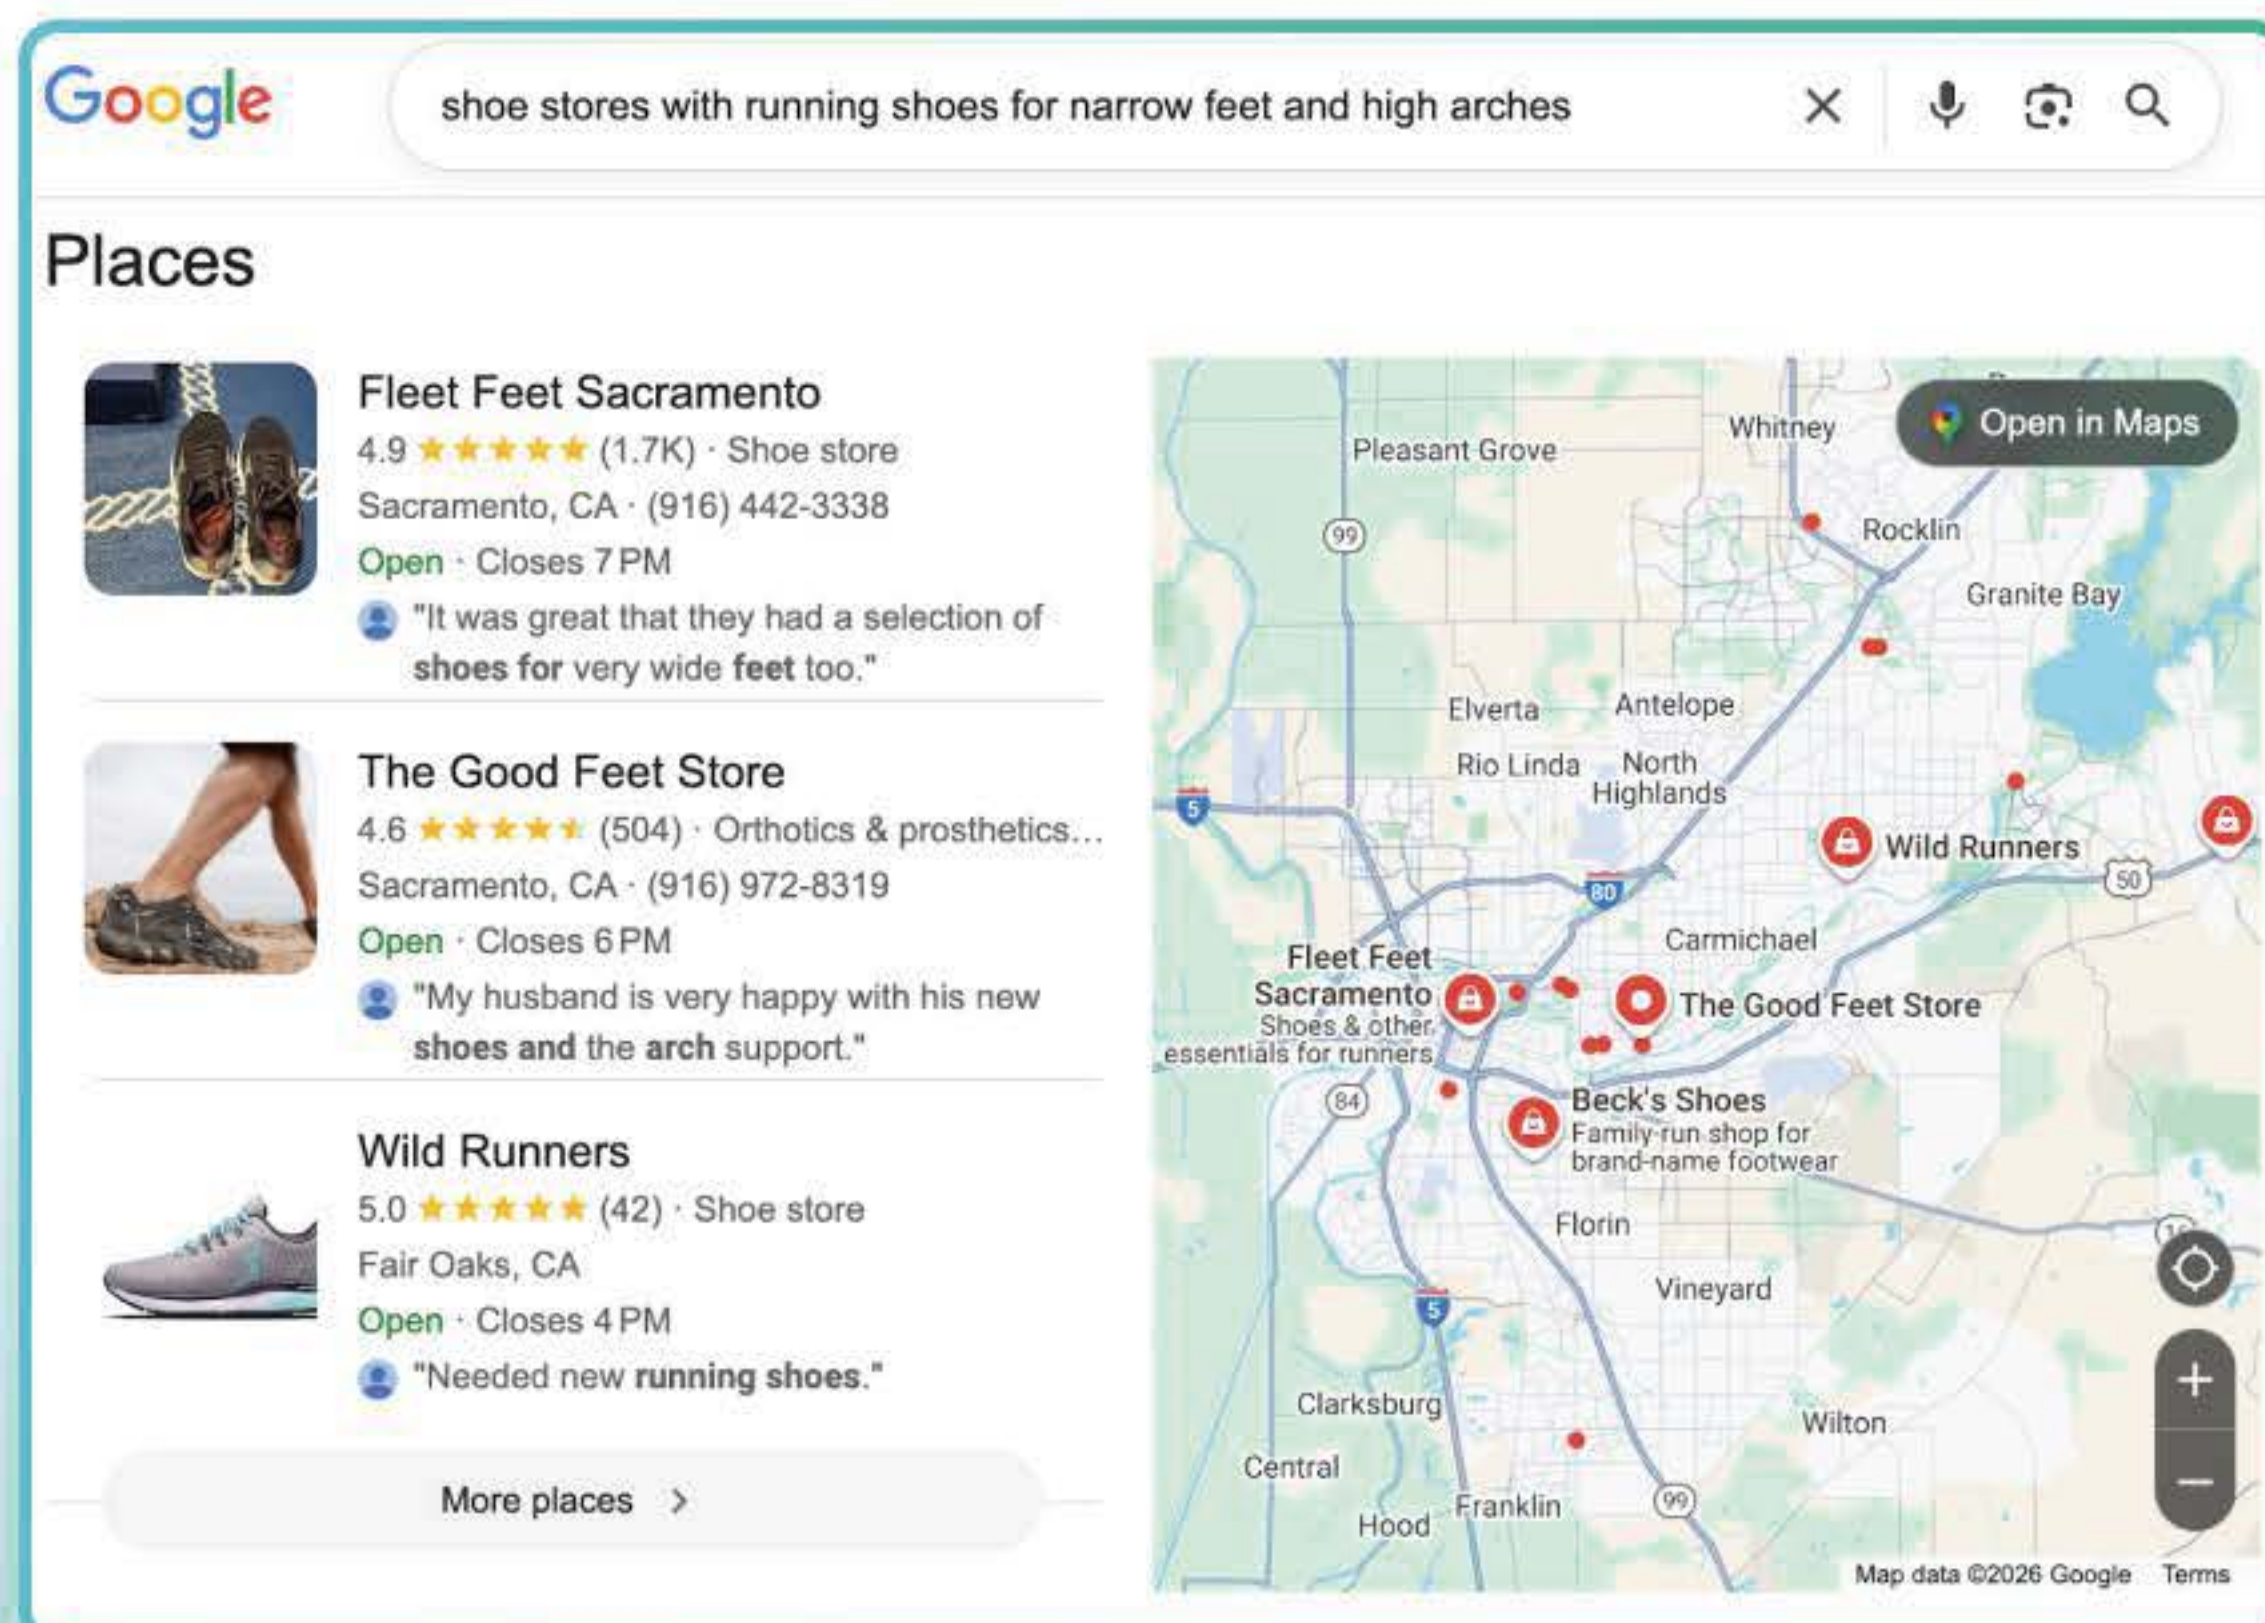 Google
shoe stores with running shoes for narrow feet and high arches
Places
Fleet Feet Sacramento
4.9 (1.7K) · Shoe store
Sacramento, CA · (916) 442-3338
Open · Closes 7 PM
"It was great that they had a selection of
shoes for very wide feet too."
The Good Feet Store
4.6 (504) · Orthotics & prosthetics...
Sacramento, CA · (916) 972-8319
Open · Closes 6 PM
"My husband is very happy with his new
shoes and the arch support."
Wild Runners
5.0 (42) · Shoe store
Fair Oaks, CA
Open · Closes 4 PM
"Needed new running shoes."
More places
Open in Maps
Whitney
Pleasant Grove
99
Rocklin
Granite Bay
Elverta
Antelope
Rio Linda
North
Highlands
5
Wild Runners
80
50
Carmichael
Fleet Feet
Sacramento
Shoes & other
essentials for runners
The Good Feet Store
84
Beck's Shoes
Family-run shop for
brand-name footwear
Florin
Vineyard
5
Clarksburg
Wilton
Central
Franklin
99
Hood
Map data ©2026 Google Terms